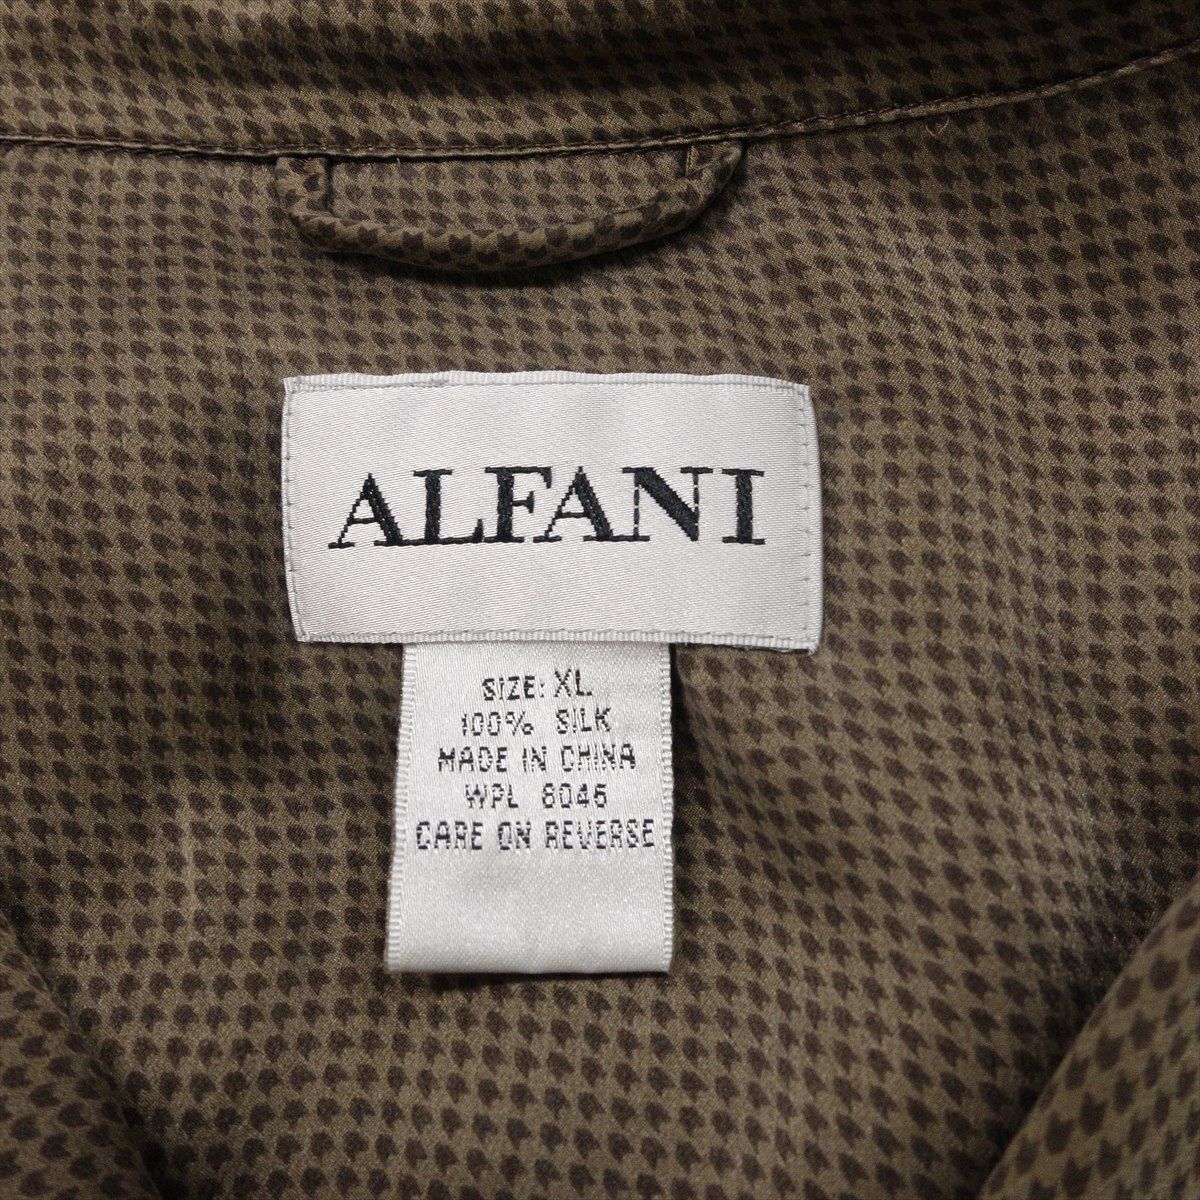 ALFANI
SIZE: XL
100% SILK
MADE IN CHINA
WPL 8046
CARE ON REVERSE